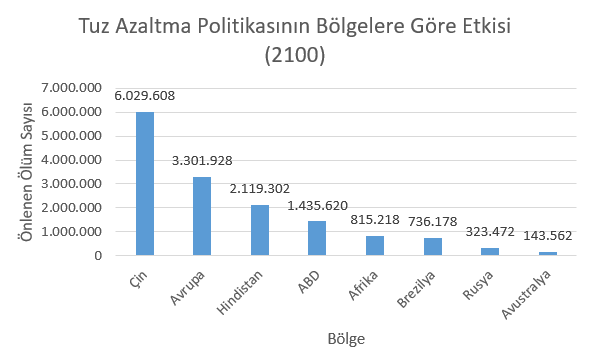 Tuz Azaltma Politikasının Bölgelere Göre Etkisi
(2100)
Önlenen Ölüm Sayısı
7.000.000
6.000.000
5.000.000
4.000.000
3.000.000
2.000.000
1.000.000
0
6.029.608
3.301.928
2.119.302
1.435.620
815.218
736.178
323.472
143.562
Çin
Avrupa
Hindistan
ABD
Afrika
Brezilya
Rusya
Avustralya
Bölge